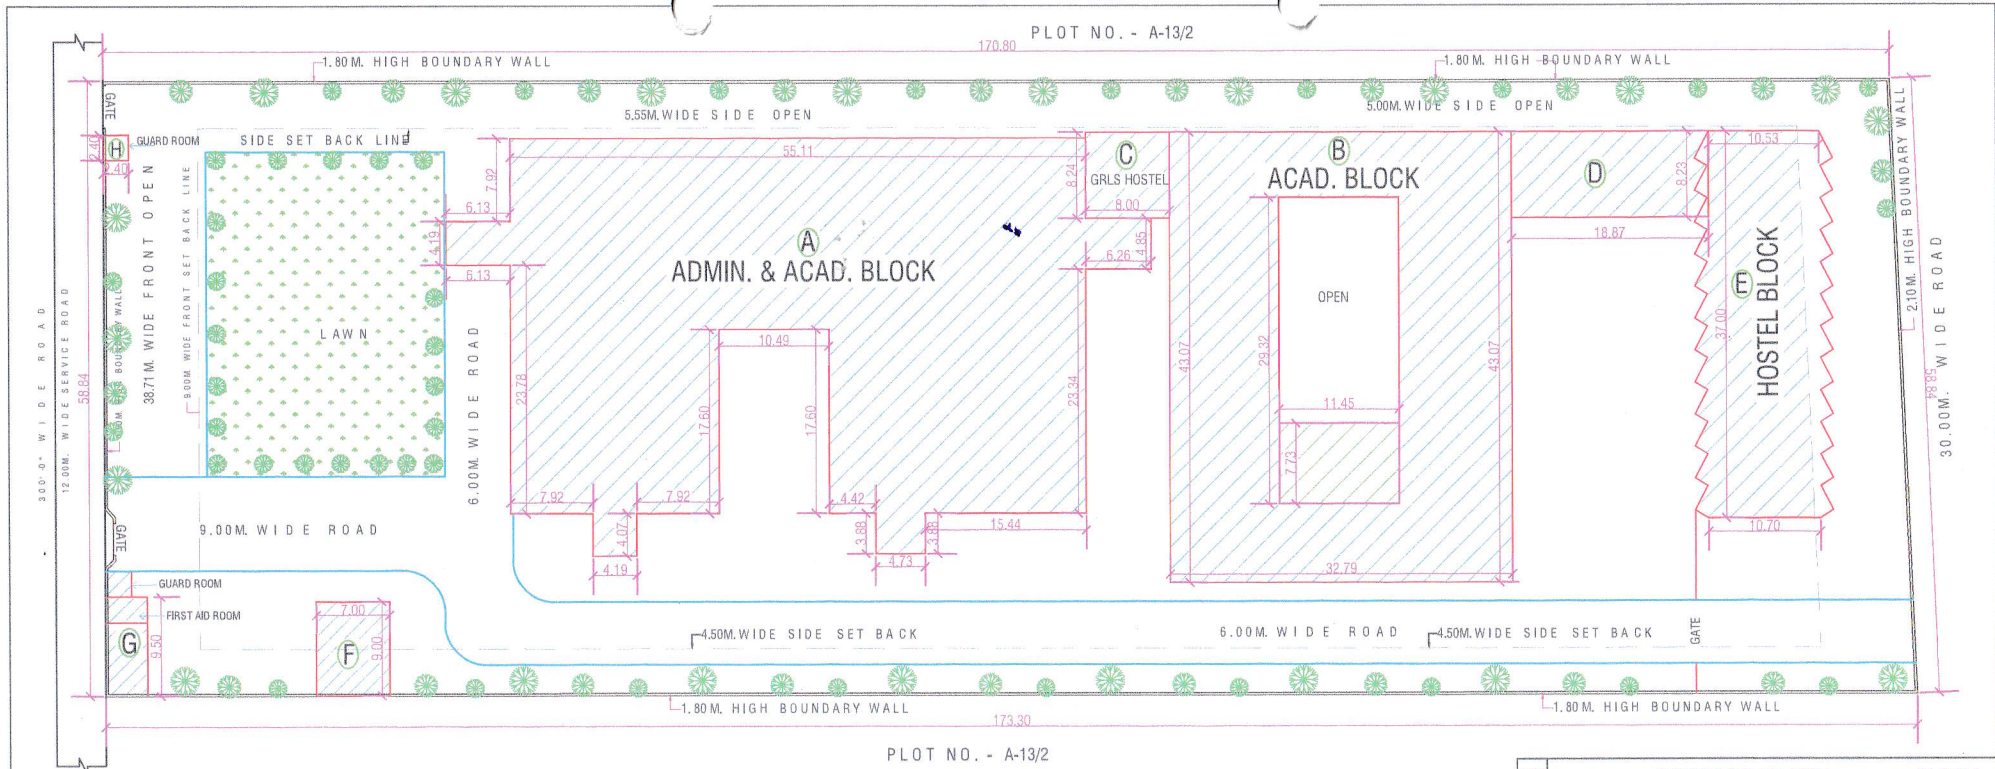 PLOT NO. - A-13/2
170.80
1.80 M. HIGH BOUNDARY WALL
1.80 M. HIGH BOUNDARY WALL
5.55M. WIDE SIDE OPEN
5.00M. WIDE SIDE OPEN
GATE
H
GUARD ROOM
2.40
2.40
SIDE SET BACK LINE
7.92
55.11
8.24
C
GRLS HOSTEL
8.00
B
ACAD. BLOCK
D
8.23
10.53
2.10M. HIGH BOUNDARY WALL
6.13
4.19
6.13
A
ADMIN. & ACAD. BLOCK
6.26
4.85
18.87
E
HOSTEL BLOCK
37.00
OPEN
29.32
43.07
43.07
11.45
7.73
LAWN
38.71M. WIDE FRONT OPEN
9.00M WIDE FRONT SET BACK LINE
300'-0" WIDE ROAD
12.00M. WIDE SERVICE ROAD
58.84
6.00M. WIDE ROAD
23.78
10.49
17.60
17.60
23.34
58.84
30.00M. WIDE ROAD
7.92
7.92
4.07
4.19
4.42
3.88
3.88
4.73
15.44
32.79
10.70
9.00M. WIDE ROAD
GATE
GUARD ROOM
FIRST AID ROOM
G
9.50
7.00
F
9.00
4.50M. WIDE SIDE SET BACK
6.00M. WIDE ROAD
4.50M. WIDE SIDE SET BACK
GATE
1.80M. HIGH BOUNDARY WALL
1.80M. HIGH BOUNDARY WALL
173.30
PLOT NO. - A-13/2